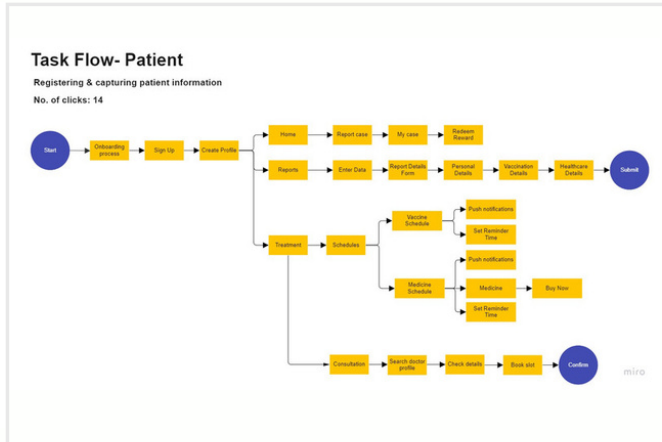 Task Flow- Patient
Registering & capturing patient information
No. of clicks: 14
Start
Onboarding
process
Sign Up
Create Profile
Home
Report case
My case
Redeem
Reward
Reports
Enter Data
Report Details
Form
Personal
Details
Vaccination
Details
Healthcare
Details
Submit
Treatment
Schedules
Vaccine
Schedule
Push notifications
Set Reminder
Time
Medicine
Schedule
Push notifications
Medicine
Buy Now
Set Reminder
Time
Consultation
Search doctor
profile
Check details
Book slot
Confirm
miro